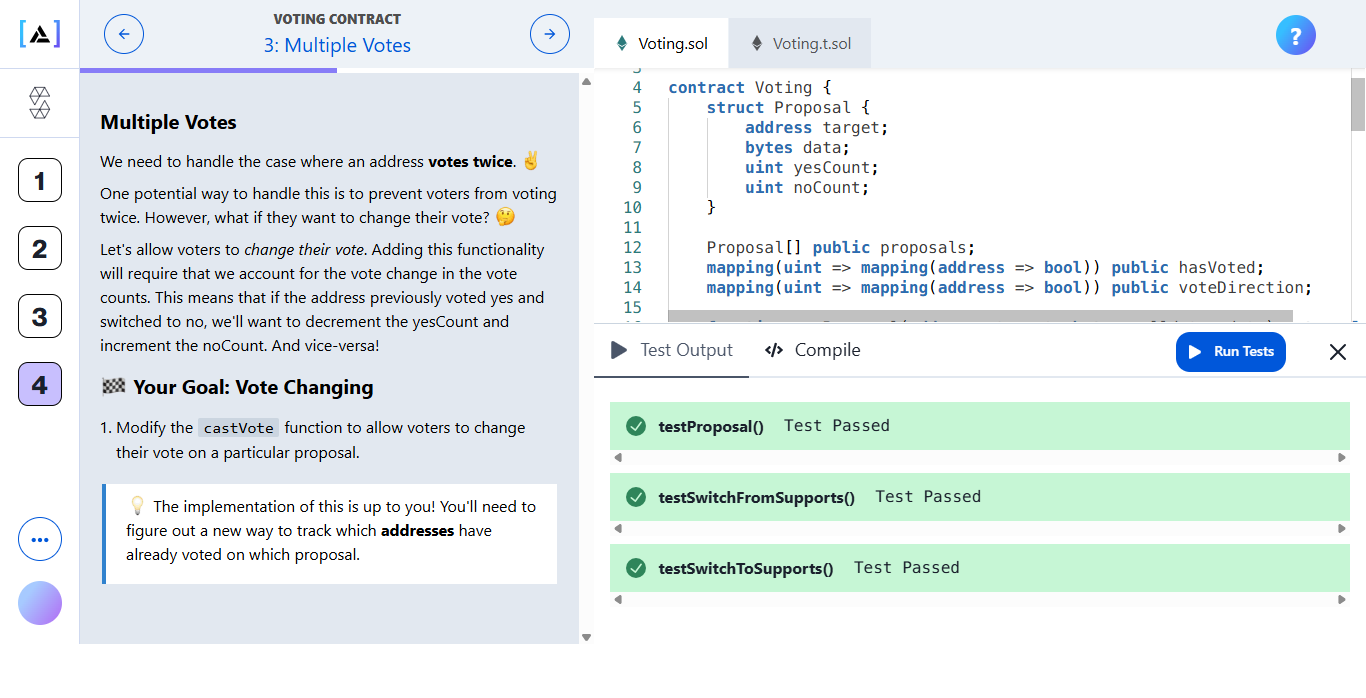 VOTING CONTRACT
3: Multiple Votes
Voting.sol
Voting.t.sol
?
1
2
3
4
Multiple Votes
We need to handle the case where an address votes twice. ✌️
One potential way to handle this is to prevent voters from voting
twice. However, what if they want to change their vote? 🤔
Let's allow voters to change their vote. Adding this functionality
will require that we account for the vote change in the vote
counts. This means that if the address previously voted yes and
switched to no, we'll want to decrement the yesCount and
increment the noCount. And vice-versa!
🏁 Your Goal: Vote Changing
1. Modify the castVote function to allow voters to change
their vote on a particular proposal.
💡 The implementation of this is up to you! You'll need to
figure out a new way to track which addresses have
already voted on which proposal.
3
4 contract Voting {
5 struct Proposal {
6 address target;
7 bytes data;
8 uint yesCount;
9 uint noCount;
10 }
11
12 Proposal[] public proposals;
13 mapping(uint => mapping(address => bool)) public hasVoted;
14 mapping(uint => mapping(address => bool)) public voteDirection;
15
Test Output
Compile
Run Tests
testProposal() Test Passed
testSwitchFromSupports() Test Passed
testSwitchToSupports() Test Passed